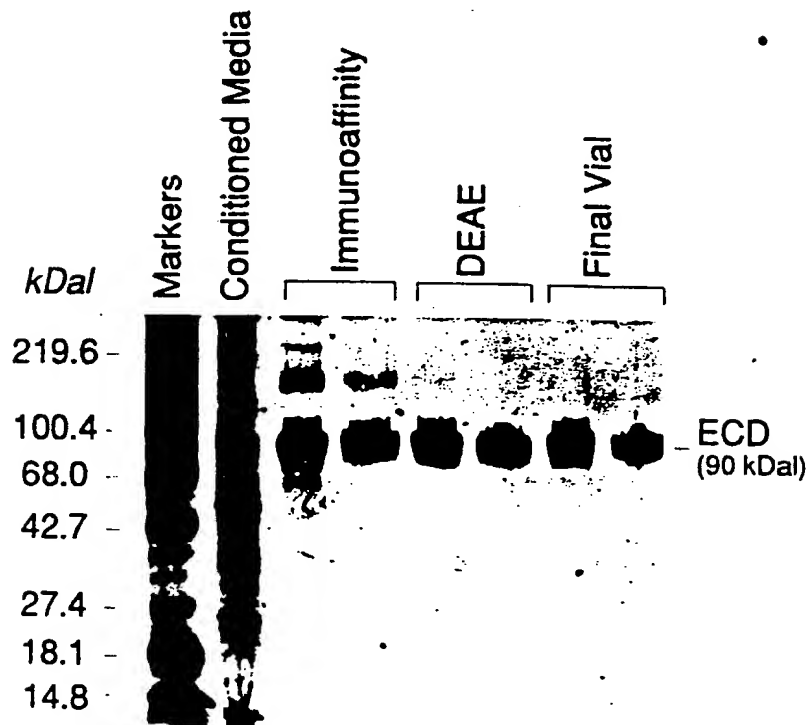 kDal
Markers
Conditioned Media
Immunoaffinity
DEAE
Final Vial
219.6
100.4
68.0
42.7
27.4
18.1
14.8
ECD
(90 kDal)